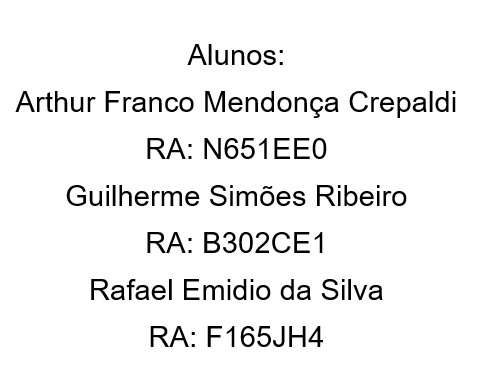 Alunos:
Arthur Franco Mendonça Crepaldi
RA: N651EE0
Guilherme Simões Ribeiro
RA: B302CE1
Rafael Emidio da Silva
RA: F165JH4